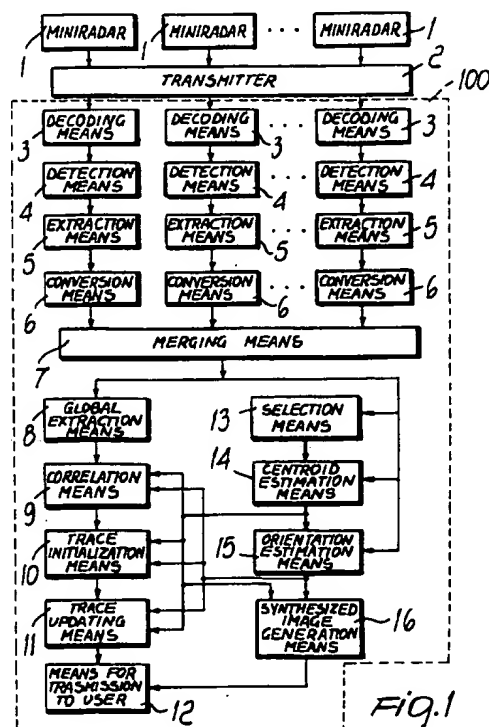 MINIRADAR MINIRADAR . . . MINIRADAR 1
1 1
TRANSMITTER 2
100
DECODING MEANS DECODING MEANS . . . DECODING MEANS 3
3 3
DETECTION MEANS DETECTION MEANS . . . DETECTION MEANS 4
4 4
EXTRACTION MEANS EXTRACTION MEANS . . . EXTRACTION MEANS 5
5 5
CONVERSION MEANS CONVERSION MEANS . . . CONVERSION MEANS 6
6 6
7 MERGING MEANS
8 GLOBAL EXTRACTION MEANS
13 SELECTION MEANS
9 CORRELATION MEANS
14 CENTROID ESTIMATION MEANS
10 TRACE INITIALIZATION MEANS
15 ORIENTATION ESTIMATION MEANS
11 TRACE UPDATING MEANS
SYNTHESIZED IMAGE GENERATION MEANS 16
MEANS FOR TRASMISSION TO USER 12
Fig.1